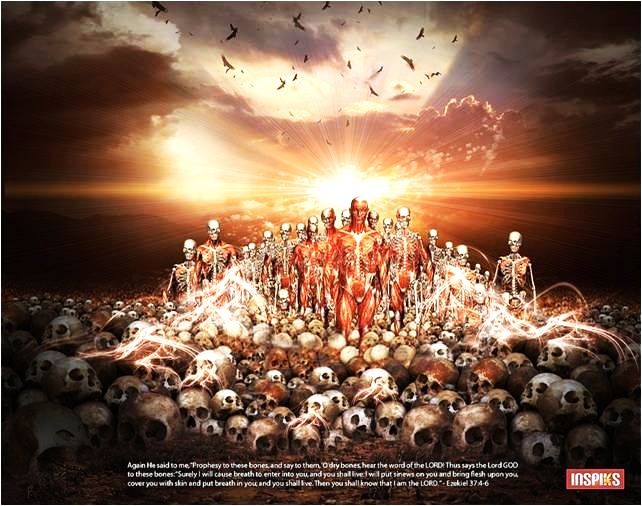 Again He said to me, "Prophesy to these bones, and say to them, 'O dry bones, hear the word of the LORD! Thus says the Lord GOD
to these bones: "Surely I will cause breath to enter into you, and you shall live. I will put sinews on you and bring flesh upon you,
cover you with skin and put breath in you; and you shall live. Then you shall know that I am the LORD." - Ezekiel 37:4-6
INSPIKS